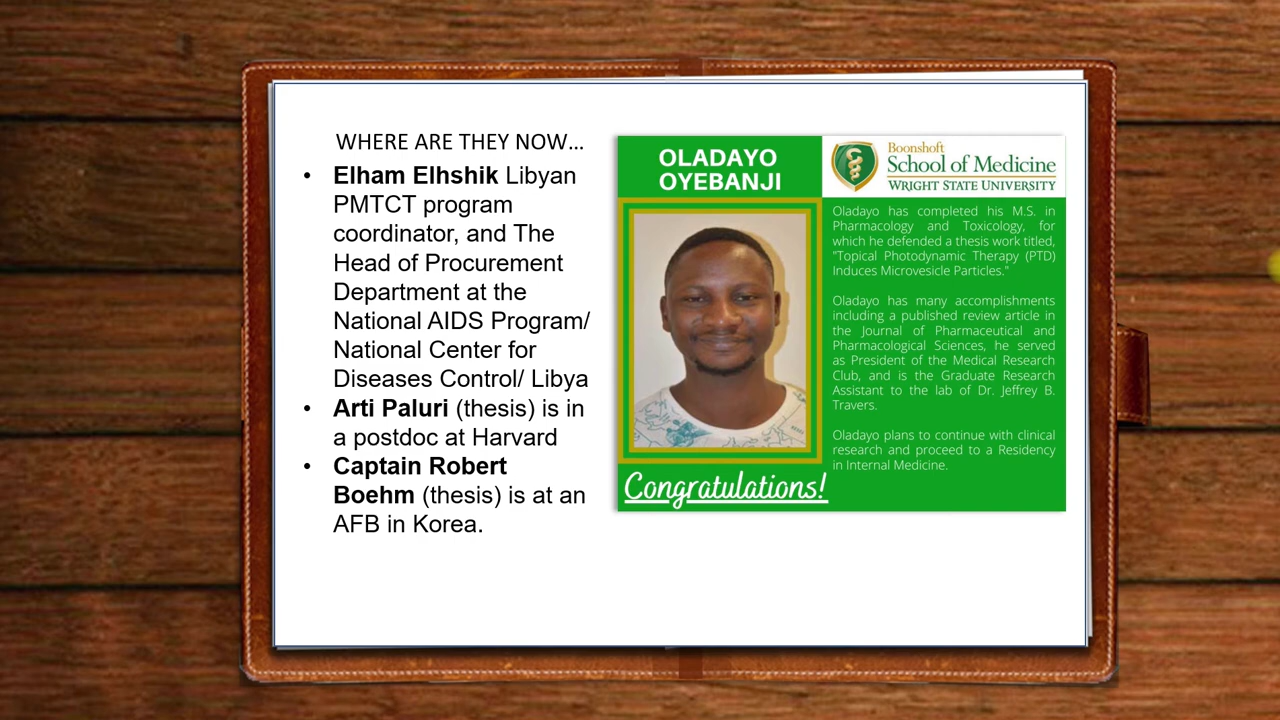 WHERE ARE THEY NOW…
• Elham Elhshik Libyan
PMTCT program
coordinator, and The
Head of Procurement
Department at the
National AIDS Program/
National Center for
Diseases Control/ Libya
• Arti Paluri (thesis) is in
a postdoc at Harvard
• Captain Robert
Boehm (thesis) is at an
AFB in Korea.
OLADAYO
OYEBANJI
Boonshoft
School of Medicine
WRIGHT STATE UNIVERSITY
Oladayo has completed his M.S. in
Pharmacology and Toxicology, for
which he defended a thesis work titled,
"Topical Photodynamic Therapy (PTD)
Induces Microvesicle Particles."
Oladayo has many accomplishments
including a published review article in
the Journal of Pharmaceutical and
Pharmacological Sciences, he served
as President of the Medical Research
Club, and is the Graduate Research
Assistant to the lab of Dr. Jeffrey B.
Travers.
Oladayo plans to continue with clinical
research and proceed to a Residency
in Internal Medicine.
Congratulations!